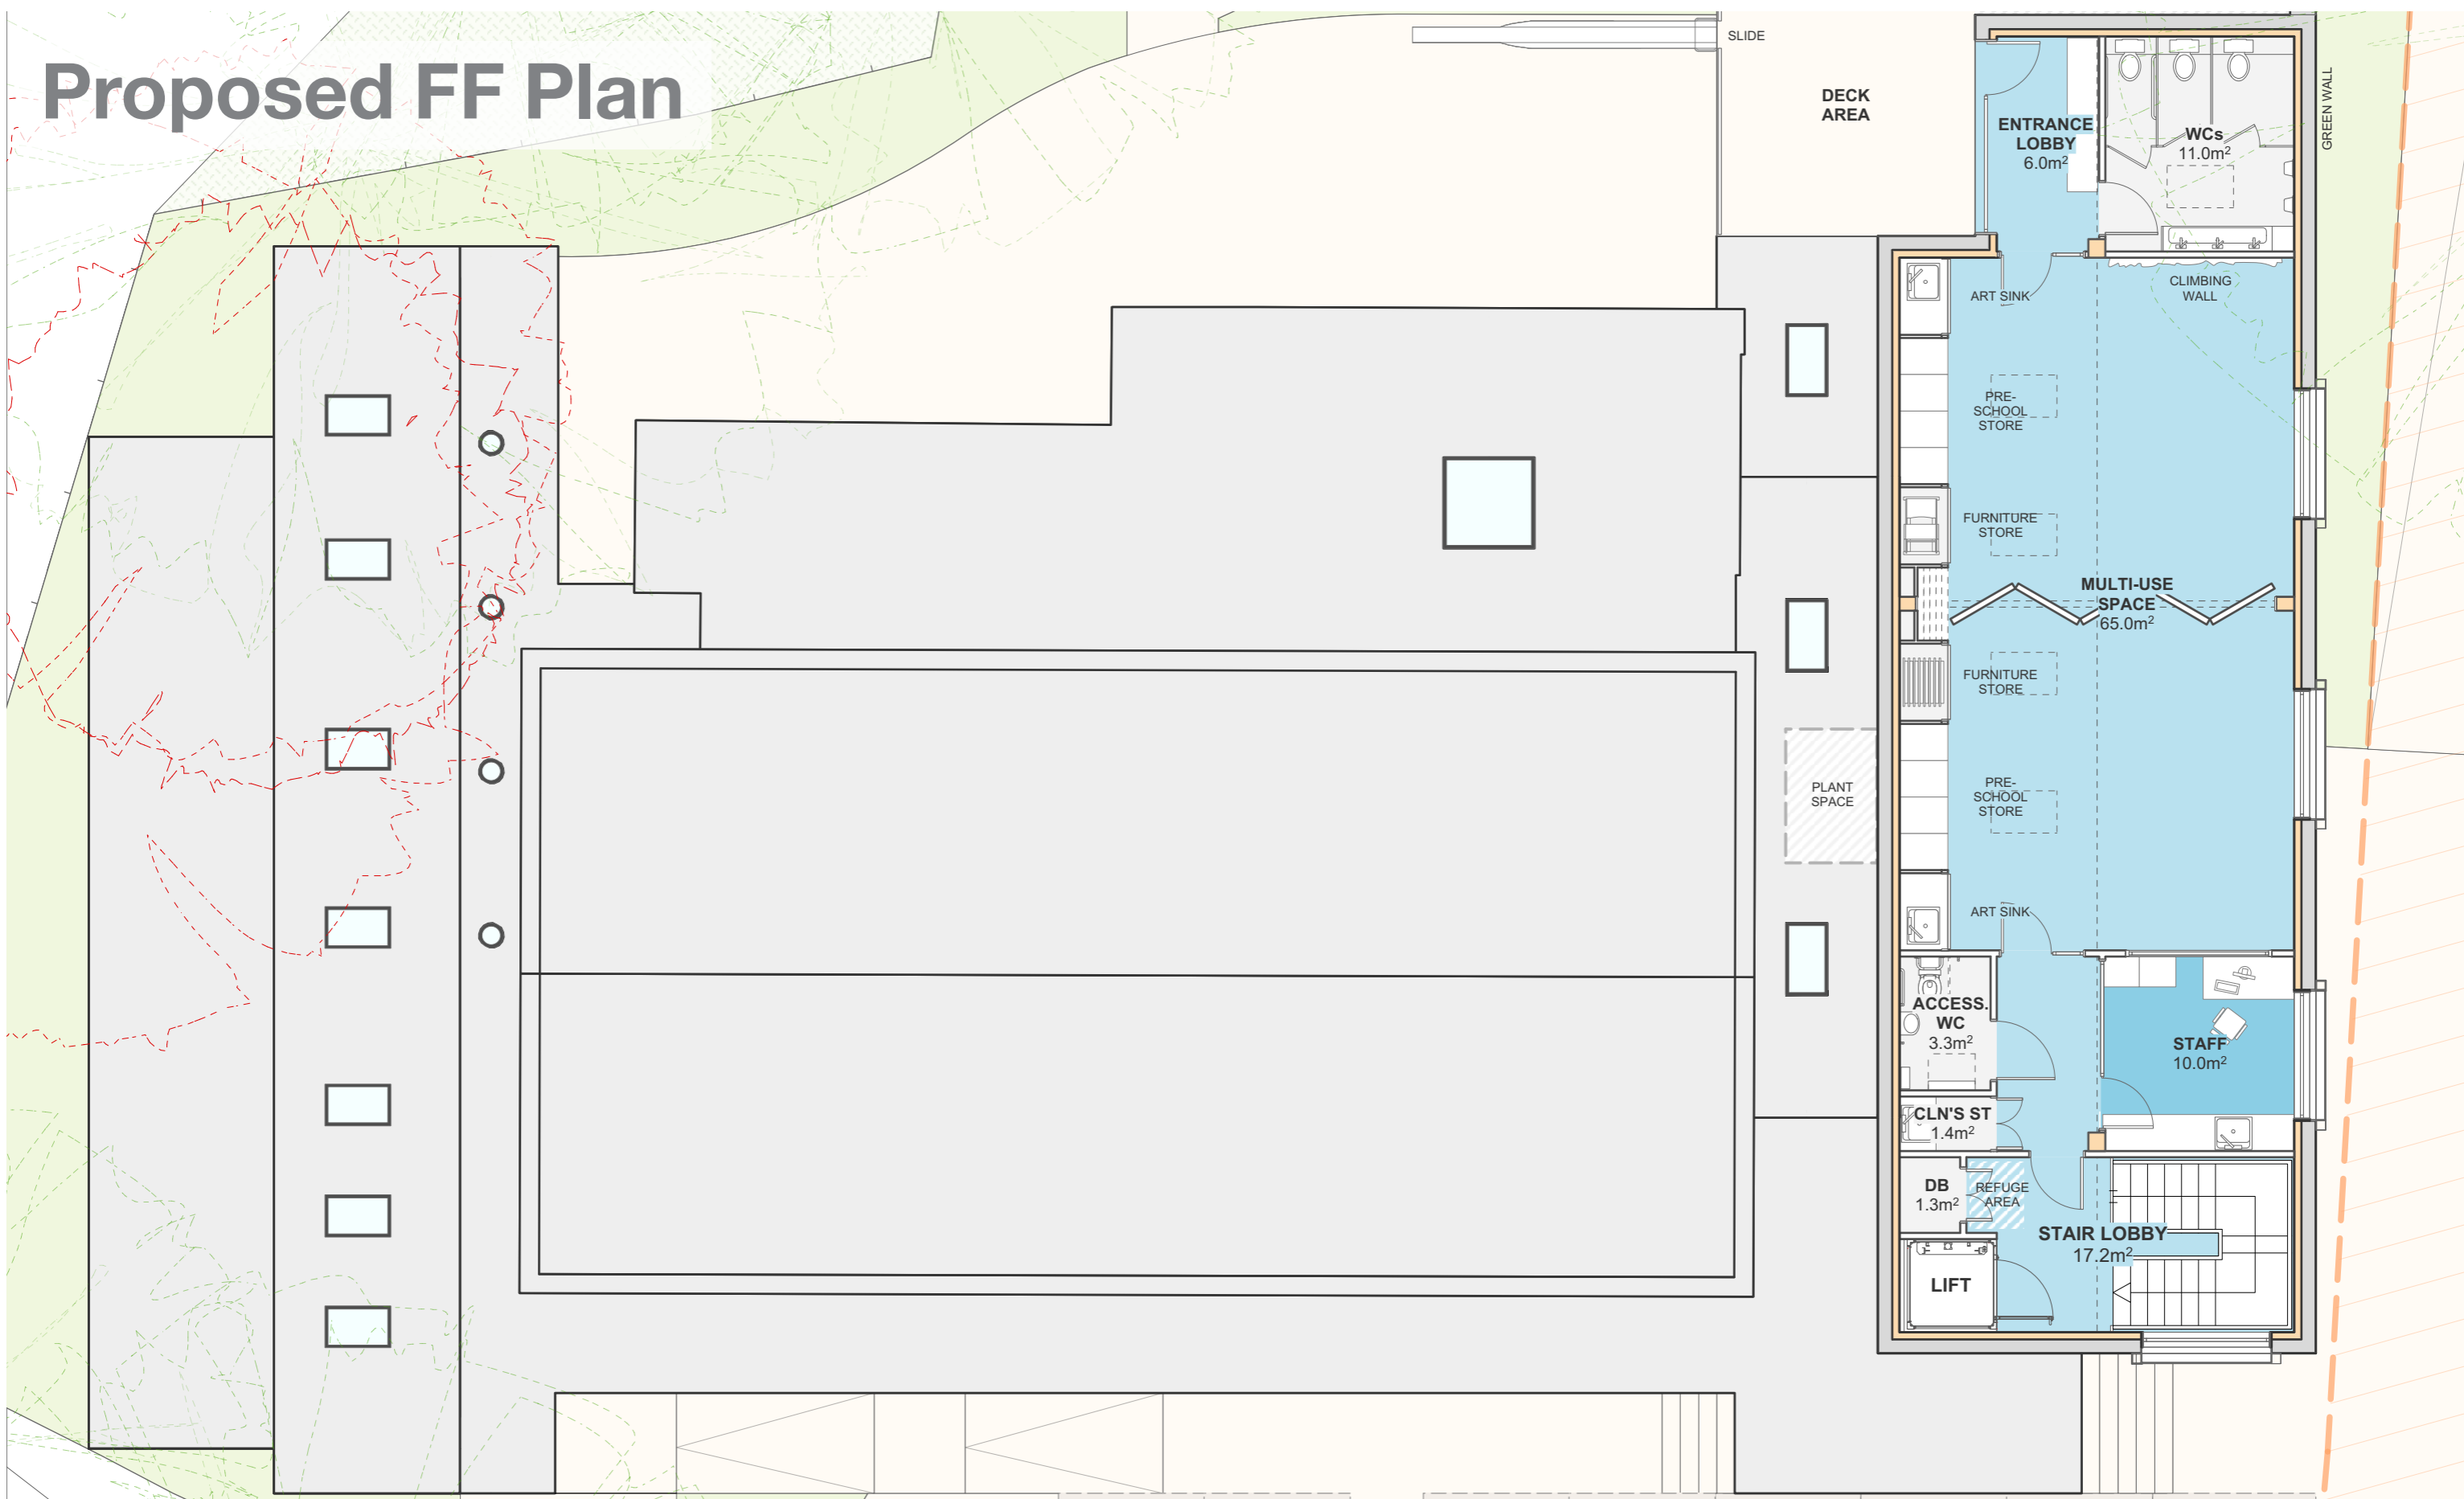 Proposed FF Plan
SLIDE
DECK
AREA
ENTRANCE
LOBBY
6.0m²
WCs
11.0m²
GREEN WALL
ART SINK
CLIMBING
WALL
PRE-
SCHOOL
STORE
FURNITURE
STORE
MULTI-USE
SPACE
65.0m²
FURNITURE
STORE
PLANT
SPACE
PRE-
SCHOOL
STORE
ART SINK
ACCESS.
WC
3.3m²
STAFF
10.0m²
CLN'S ST
1.4m²
DB
1.3m²
REFUGE
AREA
STAIR LOBBY
17.2m²
LIFT